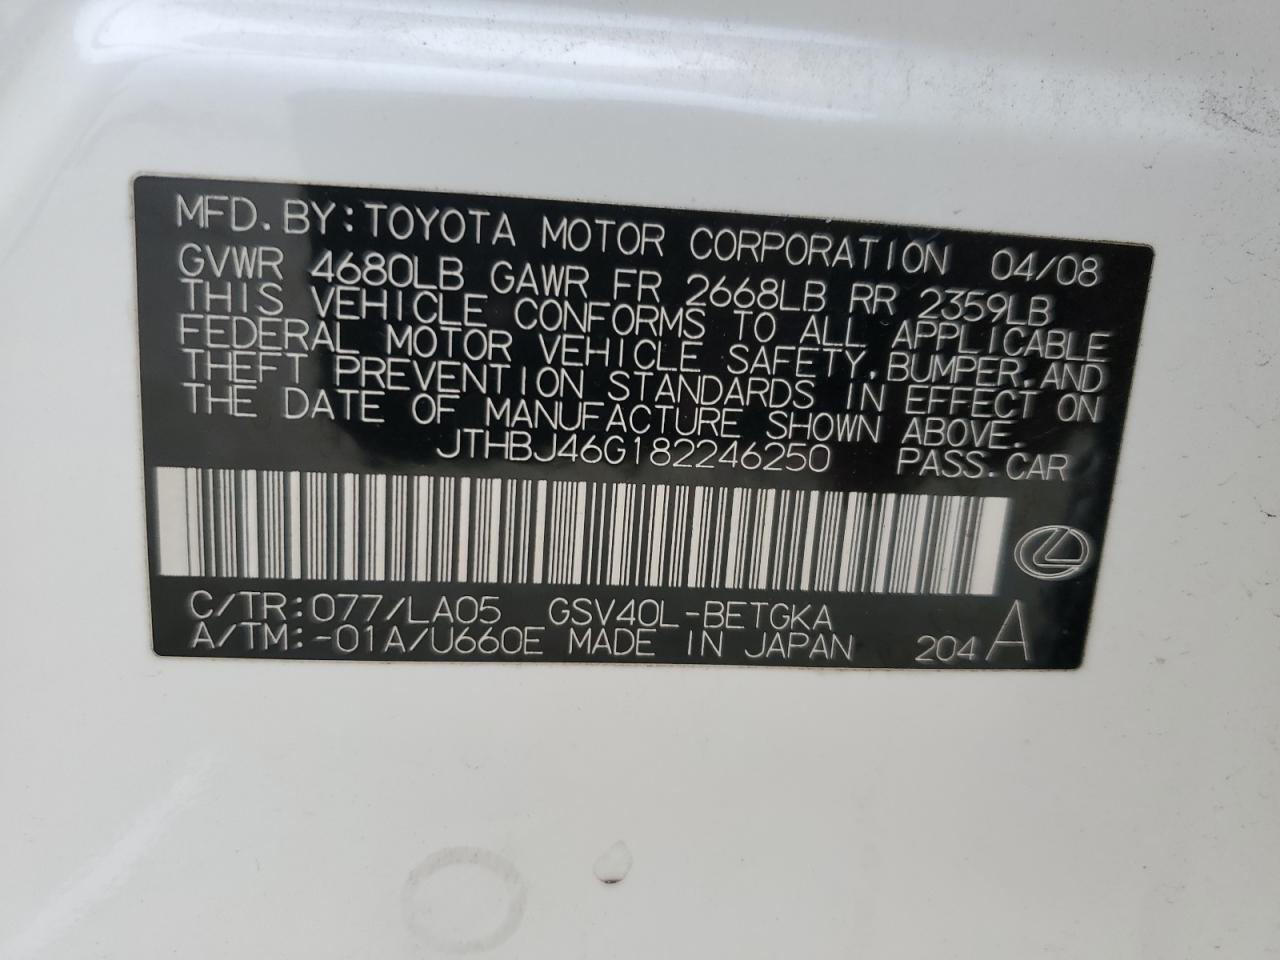 MFD. BY: TOYOTA MOTOR CORPORATION 04/08
GVWR 4680LB GAWR FR 2668LB RR 2359LB
THIS VEHICLE CONFORMS TO ALL APPLICABLE
FEDERAL MOTOR VEHICLE SAFETY, BUMPER, AND
THEFT PREVENTION STANDARDS IN EFFECT ON
THE DATE OF MANUFACTURE SHOWN ABOVE.
JTHBJ46G182246250 PASS. CAR
C/TR: 077/LA05 GSV40L-BETGKA
A/TM: -01A/U660E MADE IN JAPAN 204 A